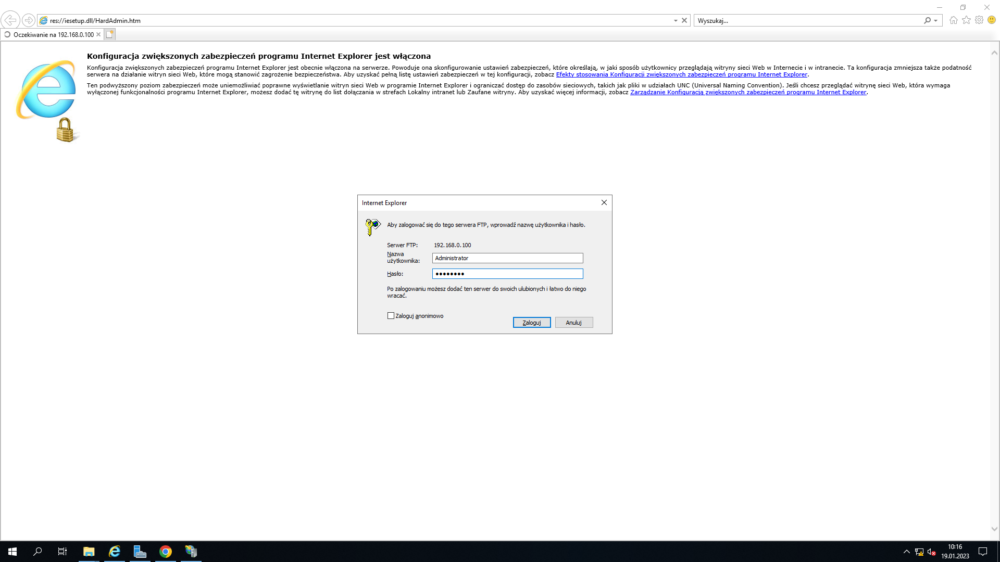 res://iesetup.dll/HardAdmin.htm
Wyszukaj...
Oczekiwanie na 192.168.0.100
Konfiguracja zwiększonych zabezpieczeń programu Internet Explorer jest włączona
Konfiguracja zwiększonych zabezpieczeń programu Internet Explorer jest obecnie włączona na serwerze. Powoduje ona skonfigurowanie ustawień zabezpieczeń, które określają, w jaki sposób użytkownicy przeglądają witryny sieci Web w Internecie i w intranecie. Ta konfiguracja zmniejsza także podatność
serwera na działanie witryn sieci Web, które mogą stanowić zagrożenie bezpieczeństwa. Aby uzyskać pełną listę ustawień zabezpieczeń w tej konfiguracji, zobacz Efekty stosowania Konfiguracji zwiększonych zabezpieczeń programu Internet Explorer.
Ten podwyższony poziom zabezpieczeń może uniemożliwiać poprawne wyświetlanie witryn sieci Web w programie Internet Explorer i ograniczać dostęp do zasobów sieciowych, takich jak pliki w udziałach UNC (Universal Naming Convention). Jeśli chcesz przeglądać witrynę sieci Web, która wymaga
wyłączonej funkcjonalności programu Internet Explorer, możesz dodać tę witrynę do list dołączania w strefach Lokalny intranet lub Zaufane witryny. Aby uzyskać więcej informacji, zobacz Zarządzanie Konfiguracją zwiększonych zabezpieczeń programu Internet Explorer.
Internet Explorer
Aby zalogować się do tego serwera FTP, wprowadź nazwę użytkownika i hasło.
Serwer FTP: 192.168.0.100
Nazwa
użytkownika: Administrator
Hasło: ••••••••
Po zalogowaniu możesz dodać ten serwer do swoich ulubionych i łatwo do niego
wracać.
Zaloguj anonimowo
Zaloguj Anuluj
10:16
19.01.2023